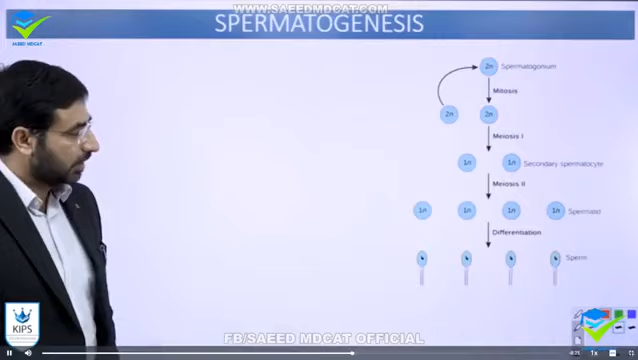 WWW.SAEEDMDCAT.COM
SPERMATOGENESIS
SAEED MDCAT
2n Spermatogonium
Mitosis
2n 2n
Meiosis I
1n 1n Secondary spermatocyte
Meiosis II
1n 1n 1n 1n Spermatid
Differentiation
Sperm
KIPS
FB/SAEED MDCAT OFFICIAL
1x